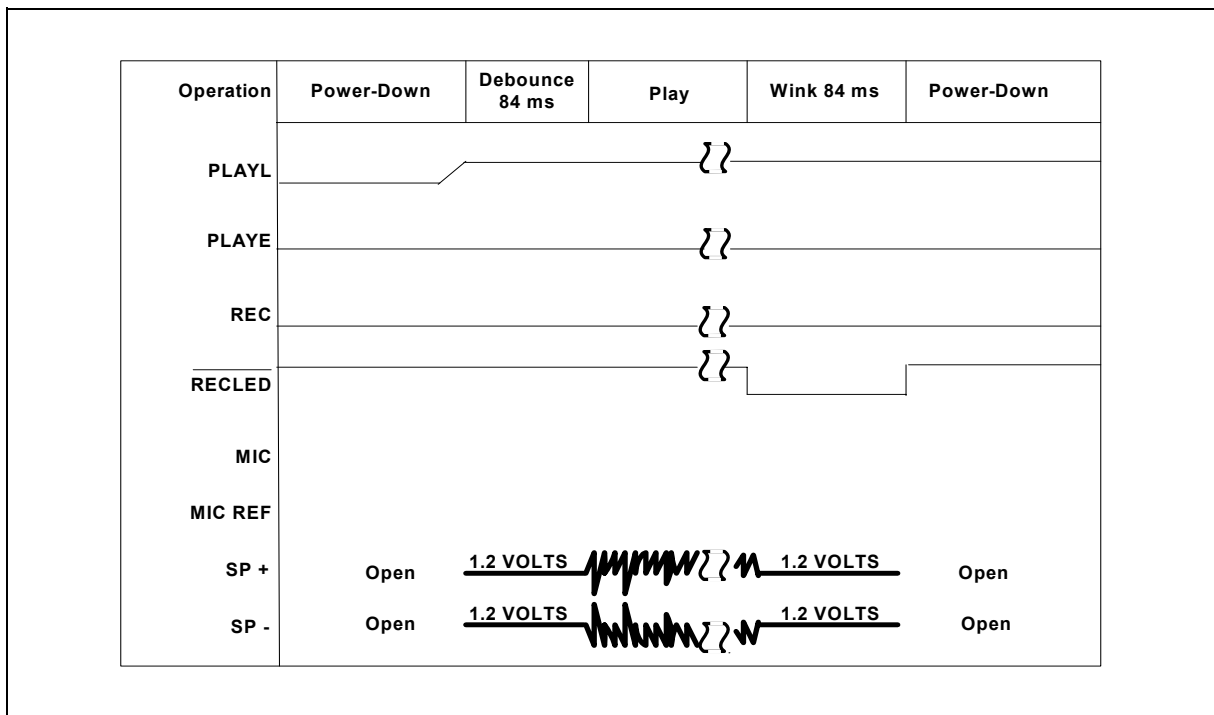 Operation Power-Down Debounce 84 ms Play Wink 84 ms Power-Down
PLAYL
PLAYE
REC
RECLED
MIC
MIC REF
SP + Open 1.2 VOLTS 1.2 VOLTS Open
SP - Open 1.2 VOLTS 1.2 VOLTS Open